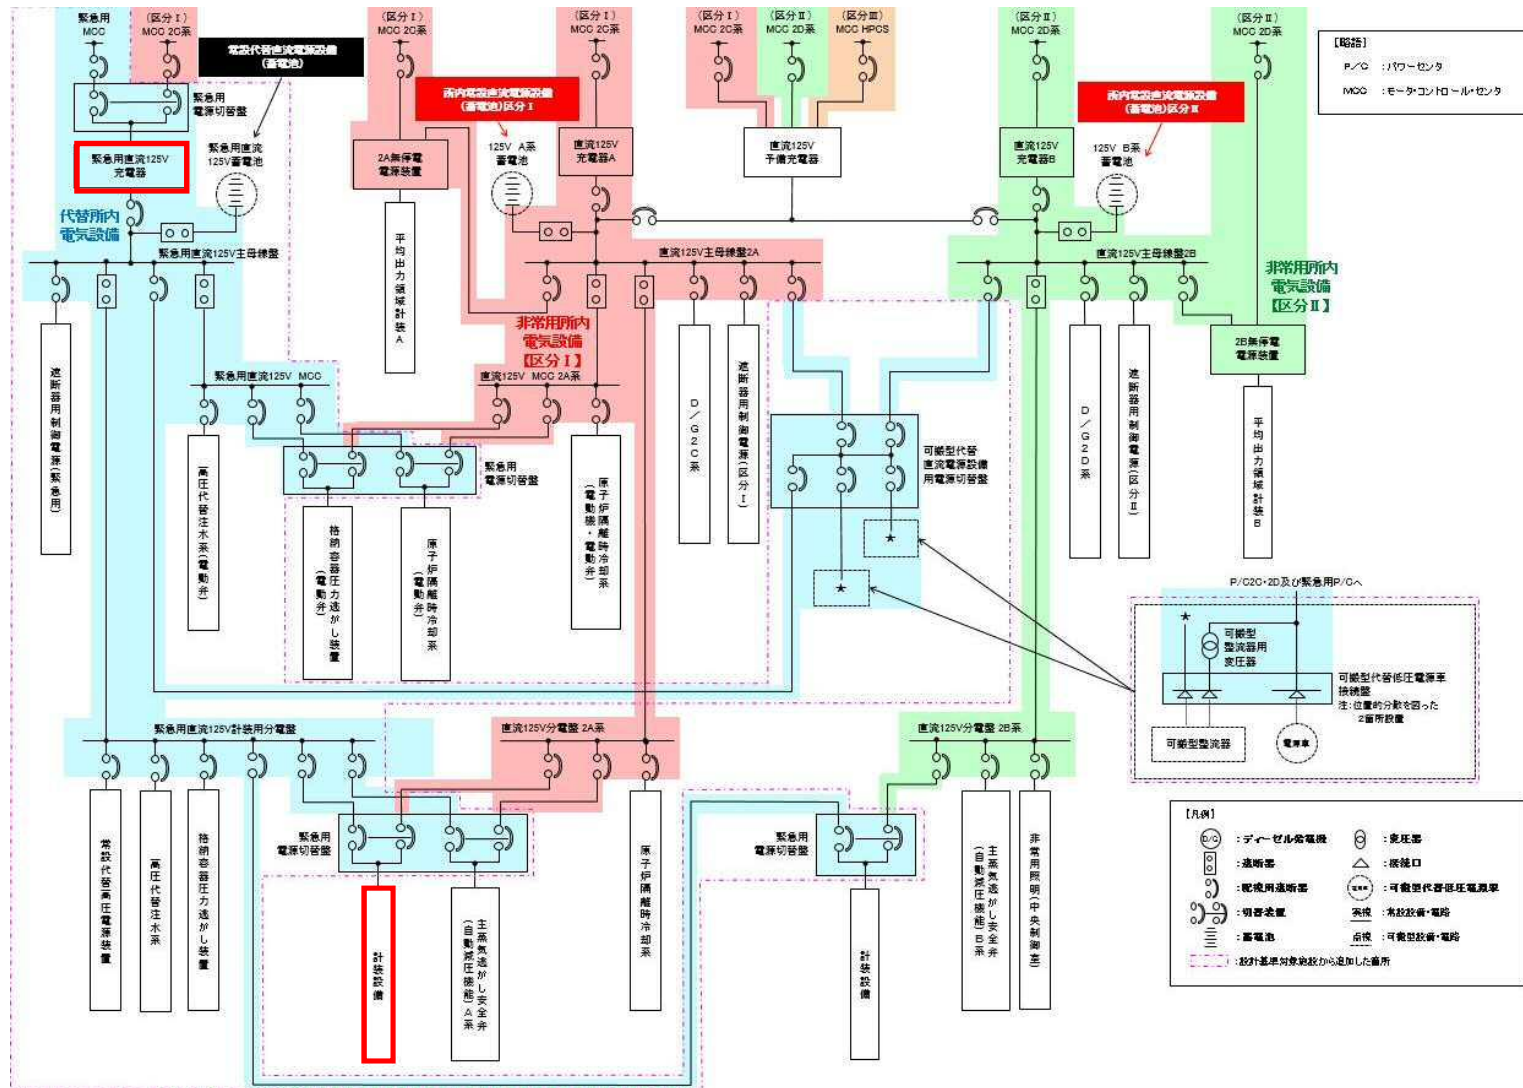 緊急用
MCC
(区分Ⅰ)
MCC 2C系
(区分Ⅰ)
MCC 2C系
(区分Ⅰ)
MCC 2C系
(区分Ⅰ)
MCC 2C系
(区分Ⅱ)
MCC 2D系
(区分Ⅲ)
MCC HPCS
(区分Ⅱ)
MCC 2D系
(区分Ⅱ)
MCC 2D系
常設代替直流電源設備
(蓄電池)
所内常設直流電源設備
(蓄電池)区分Ⅰ
所内常設直流電源設備
(蓄電池)区分Ⅱ
【略語】
P/C :パワーセンタ
MCC :モータ・コントロール・センタ
緊急用
電源切替盤
緊急用直流125V
充電器
緊急用直流
125V蓄電池
2A無停電
電源装置
125V A系
蓄電池
直流125V
充電器A
直流125V
予備充電器
直流125V
充電器B
125V B系
蓄電池
代替所内
電気設備
緊急用直流125V主母線盤
直流125V主母線盤2A
直流125V主母線盤2B
平均出力領域計装A
非常用所内
電気設備
【区分Ⅰ】
非常用所内
電気設備
【区分Ⅱ】
2B無停電
電源装置
遮断器用制御電源(緊急用)
緊急用直流125V MCC
直流125V MCC 2A系
高圧代替注水系(電動弁)
緊急用
電源切替盤
格納容器圧力逃がし装置
(電動弁)
原子炉隔離時冷却系
(電動弁)
原子炉隔離時冷却系
(電動機・電動弁)
D/G2C系
遮断器用制御電源(区分Ⅰ)
可搬型代替
直流電源設備
用電源切替盤
D/G2D系
遮断器用制御電源(区分Ⅱ)
平均出力領域計装B
★
★
P/C2C・2D及び緊急用P/Cへ
★
可搬型
整流器用
変圧器
可搬型代替低圧電源車
接続盤
注:位置的分散を図った
2箇所設置
可搬型整流器
電源車
緊急用直流125V計装用分電盤
直流125V分電盤 2A系
直流125V分電盤 2B系
常設代替高圧電源装置
高圧代替注水系
格納容器圧力逃がし装置
緊急用
電源切替盤
計装設備
主蒸気逃がし安全弁
(自動減圧機能)A系
原子炉隔離時冷却系
緊急用
電源切替盤
計装設備
主蒸気逃がし安全弁
(自動減圧機能)B系
非常用照明(中央制御室)
【凡例】
D/G :ディーゼル発電機
:変圧器
:遮断器
:接続口
:配線用遮断器
電源車 :可搬型代替低圧電源車
:切替装置
実線 :常設設備・電路
:蓄電池
点線 :可搬型設備・電路
:設計基準対象施設から追加した箇所